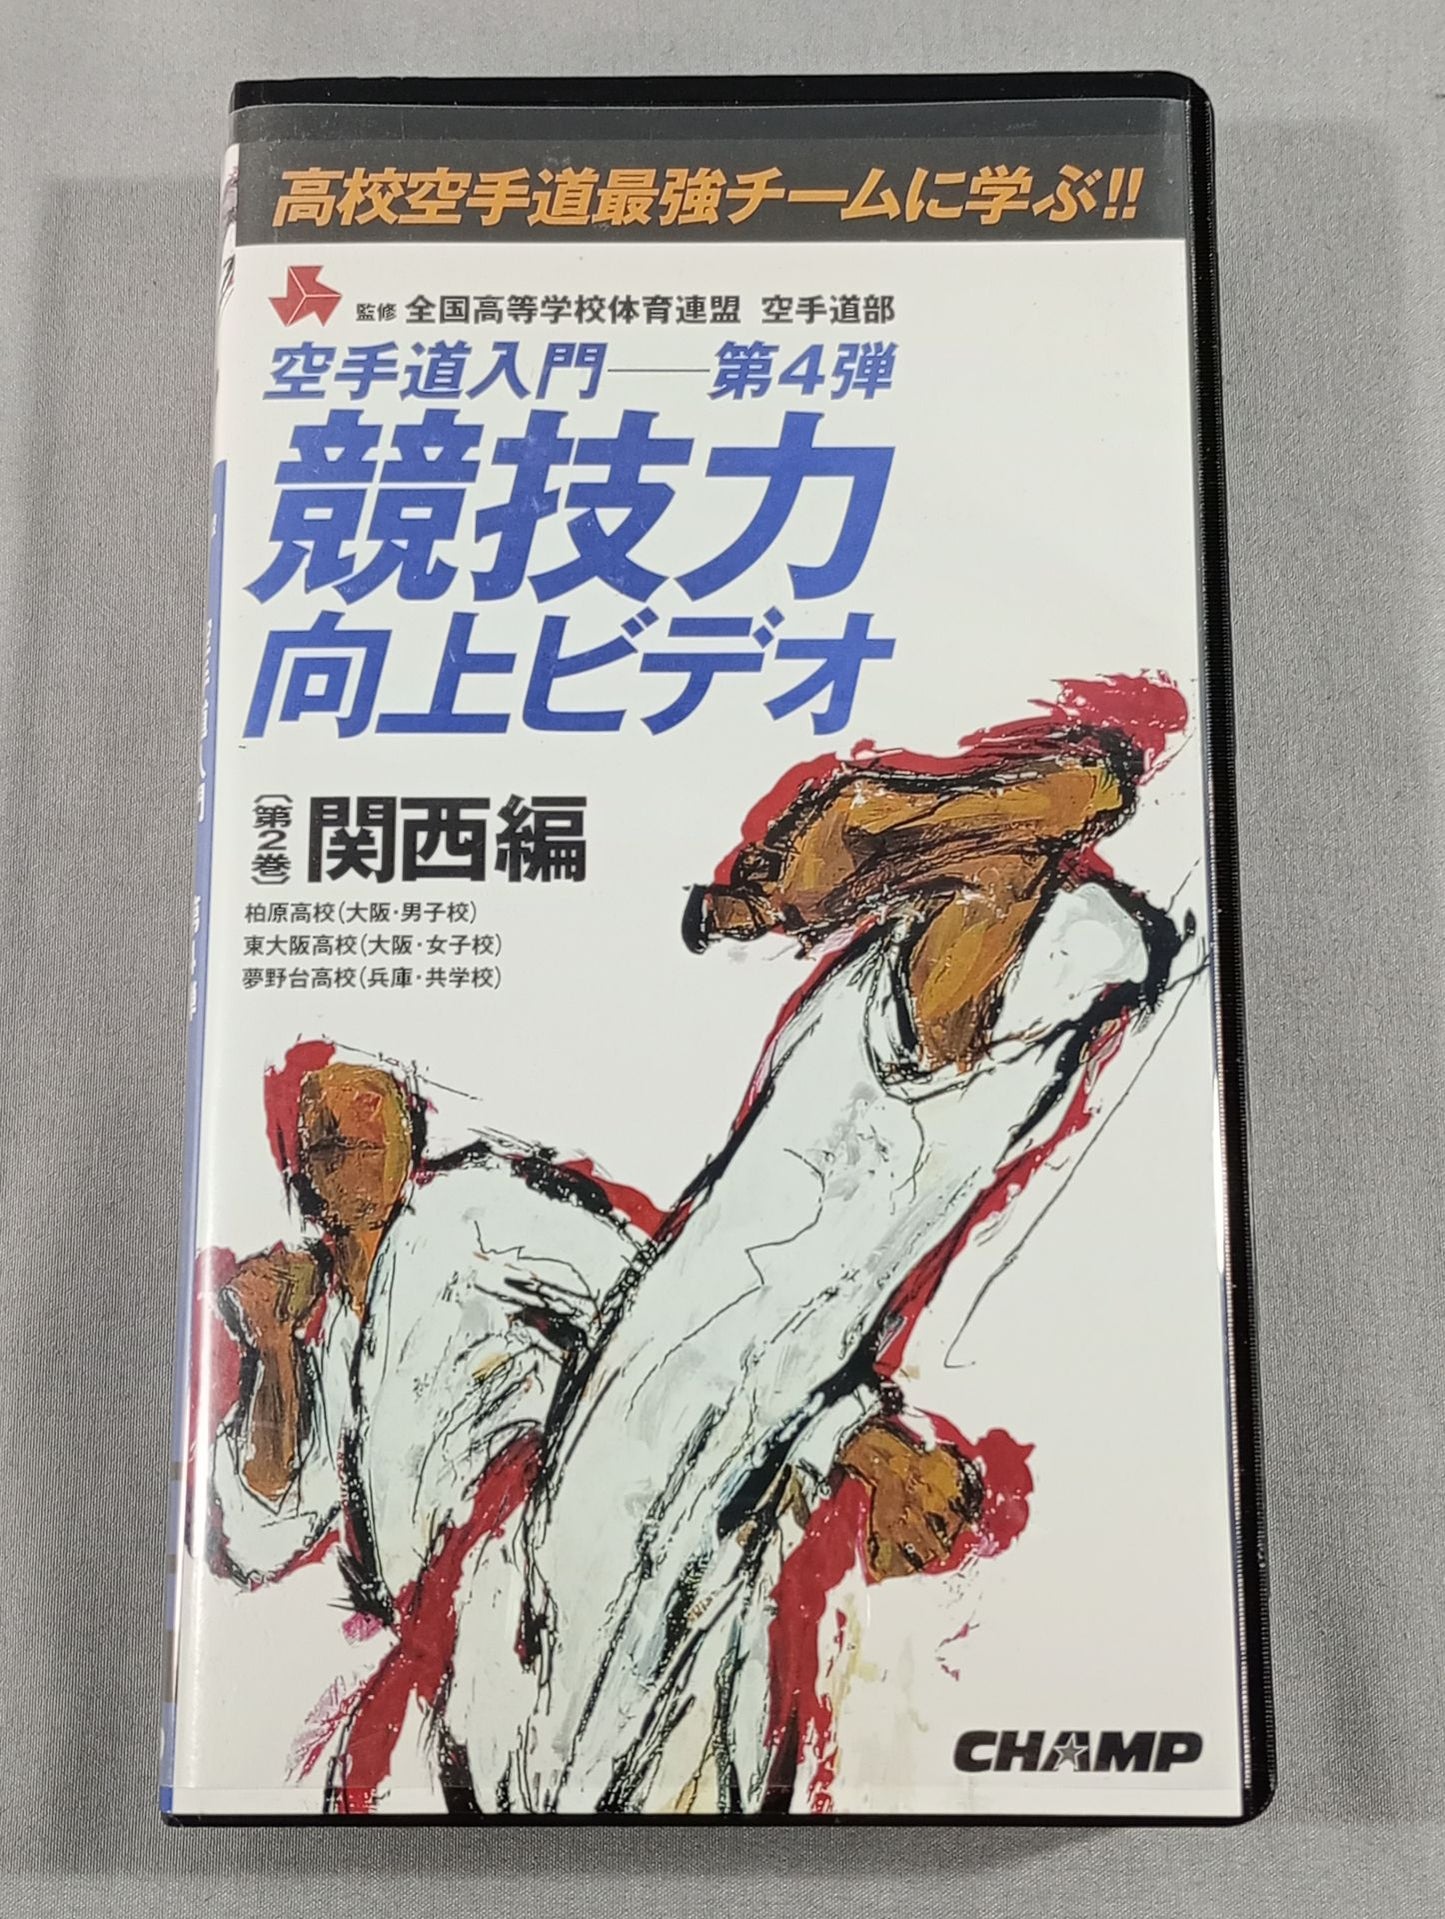 高校空手道最強チームに学ぶ!!
監修 全国高等学校体育連盟 空手道部
空手道入門──第4弾
競技力
向上ビデオ
〔第2巻〕関西編
柏原高校(大阪・男子校)
東大阪高校(大阪・女子校)
夢野台高校(兵庫・共学校)
CHAMP